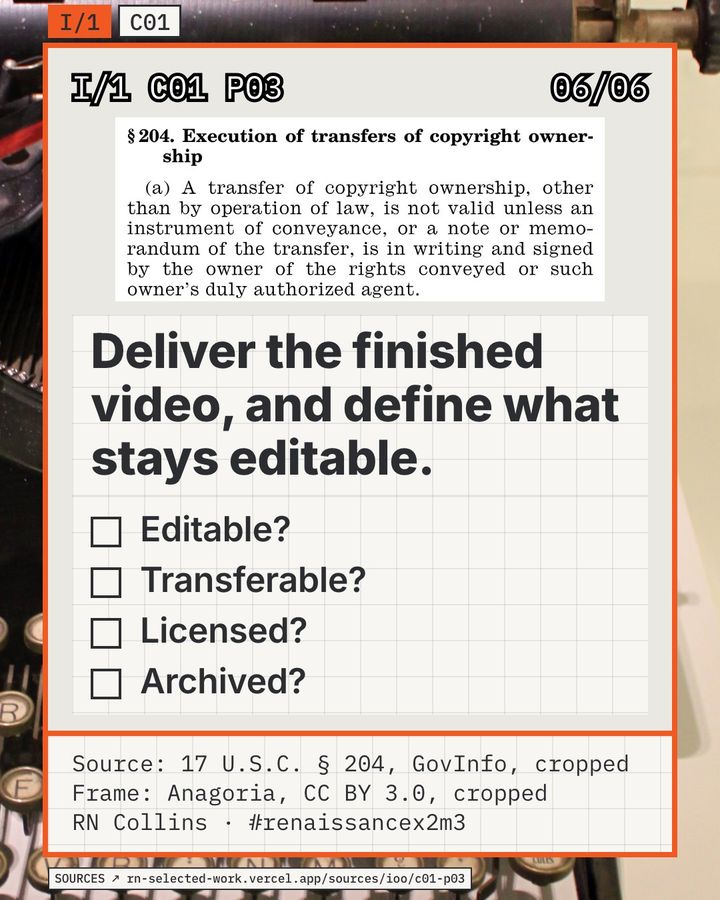 I/1 C01
I/1 C01 P03 06/06
§ 204. Execution of transfers of copyright owner-
ship
(a) A transfer of copyright ownership, other
than by operation of law, is not valid unless an
instrument of conveyance, or a note or memo-
randum of the transfer, is in writing and signed
by the owner of the rights conveyed or such
owner's duly authorized agent.
Deliver the finished
video, and define what
stays editable.
Editable?
Transferable?
Licensed?
Archived?
R
F
Source: 17 U.S.C. § 204, GovInfo, cropped
Frame: Anagoria, CC BY 3.0, cropped
RN Collins · #renaissancex2m3
SOURCES ↗ rn-selected-work.vercel.app/sources/ioo/c01-p03